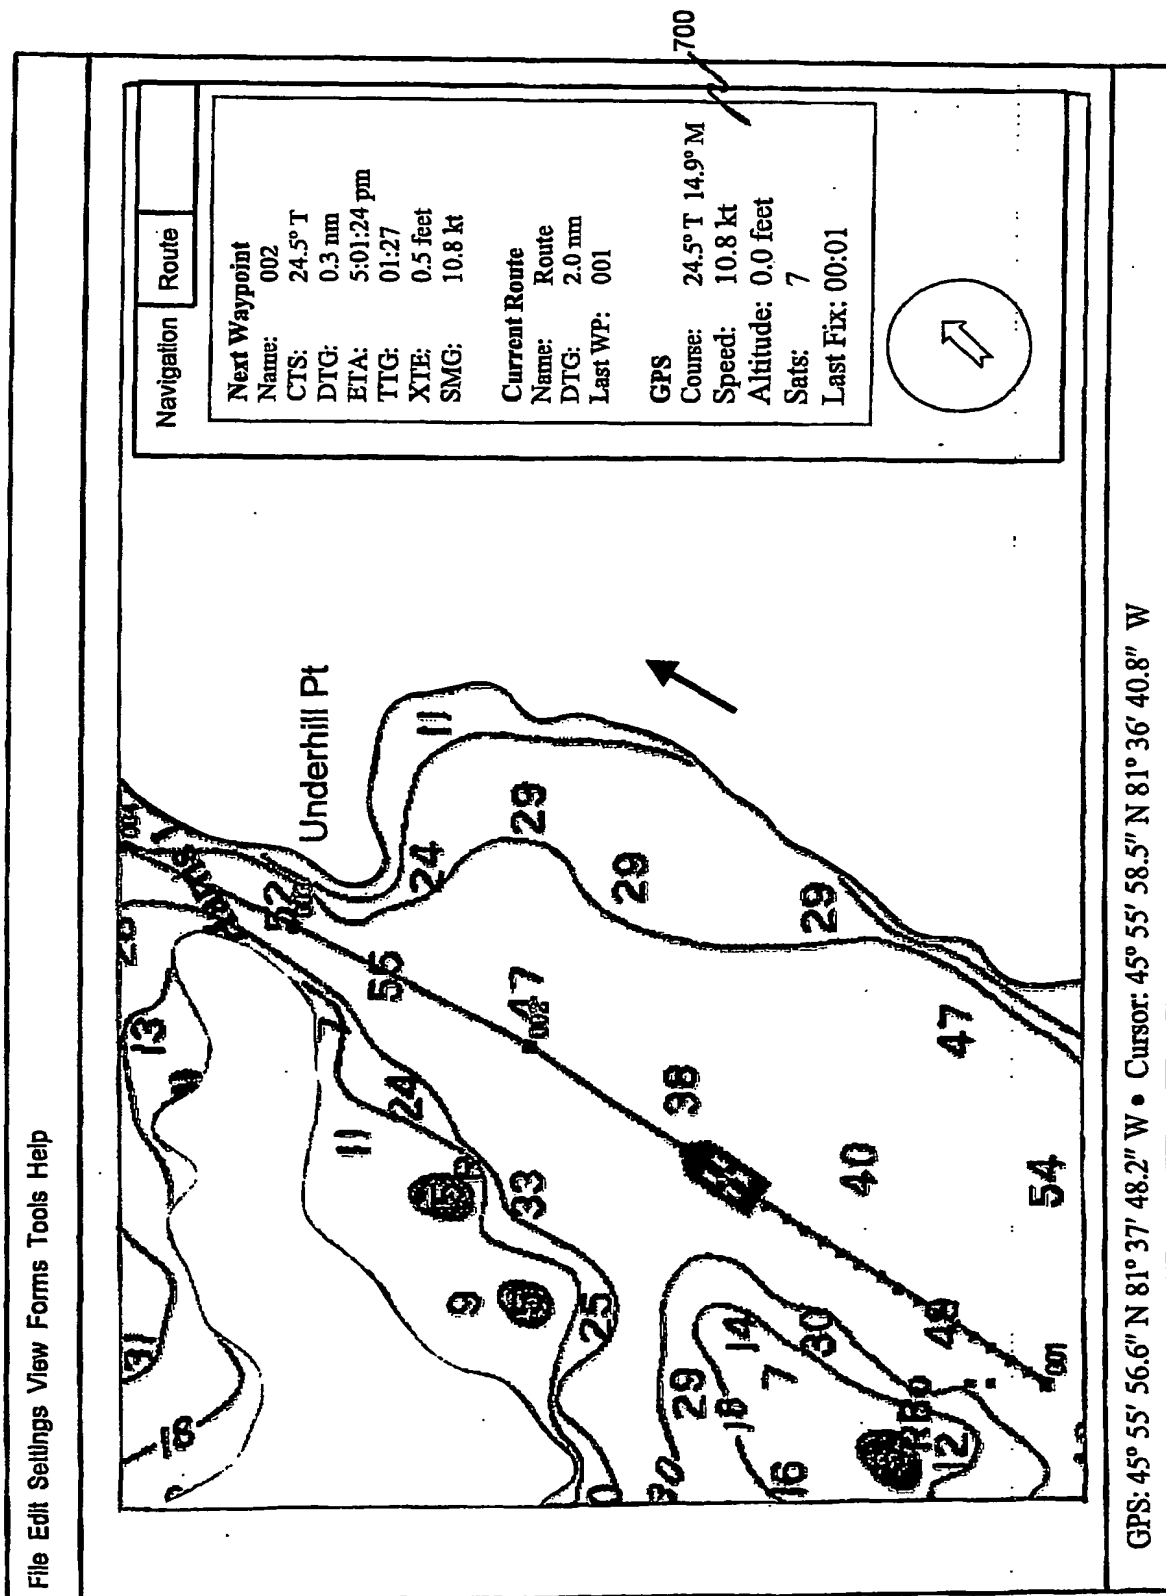 File Edit Settings View Forms Tools Help
Navigation Route
Next Waypoint
Name: 002
CTS: 24.5° T
DTG: 0.3 nm
ETA: 5:01:24 pm
TTG: 01:27
XTE: 0.5 feet
SMG: 10.8 kt
Current Route
Name: Route
DTG: 2.0 nm
Last WP: 001
GPS
Course: 24.5° T 14.9° M
Speed: 10.8 kt
Altitude: 0.0 feet
Sats: 7
Last Fix: 00:01
700
Underhill Pt
004
31
13
11
52
7
55
11
24
24
11
9
33
47
002
29
25
38
29
29
14
30
7
18
16
40
29
RB
12
48
47
54
001
GPS: 45° 55' 56.6" N 81° 37' 48.2" W • Cursor: 45° 55' 58.5" N 81° 36' 40.8" W